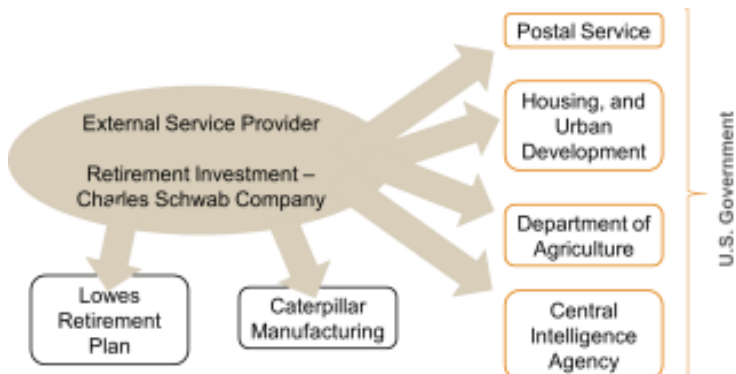 Postal Service
External Service Provider
Retirement Investment –
Charles Schwab Company
Housing, and
Urban
Development
Department of
Agriculture
Central
Intelligence
Agency
U.S. Government
Lowes
Retirement
Plan
Caterpillar
Manufacturing